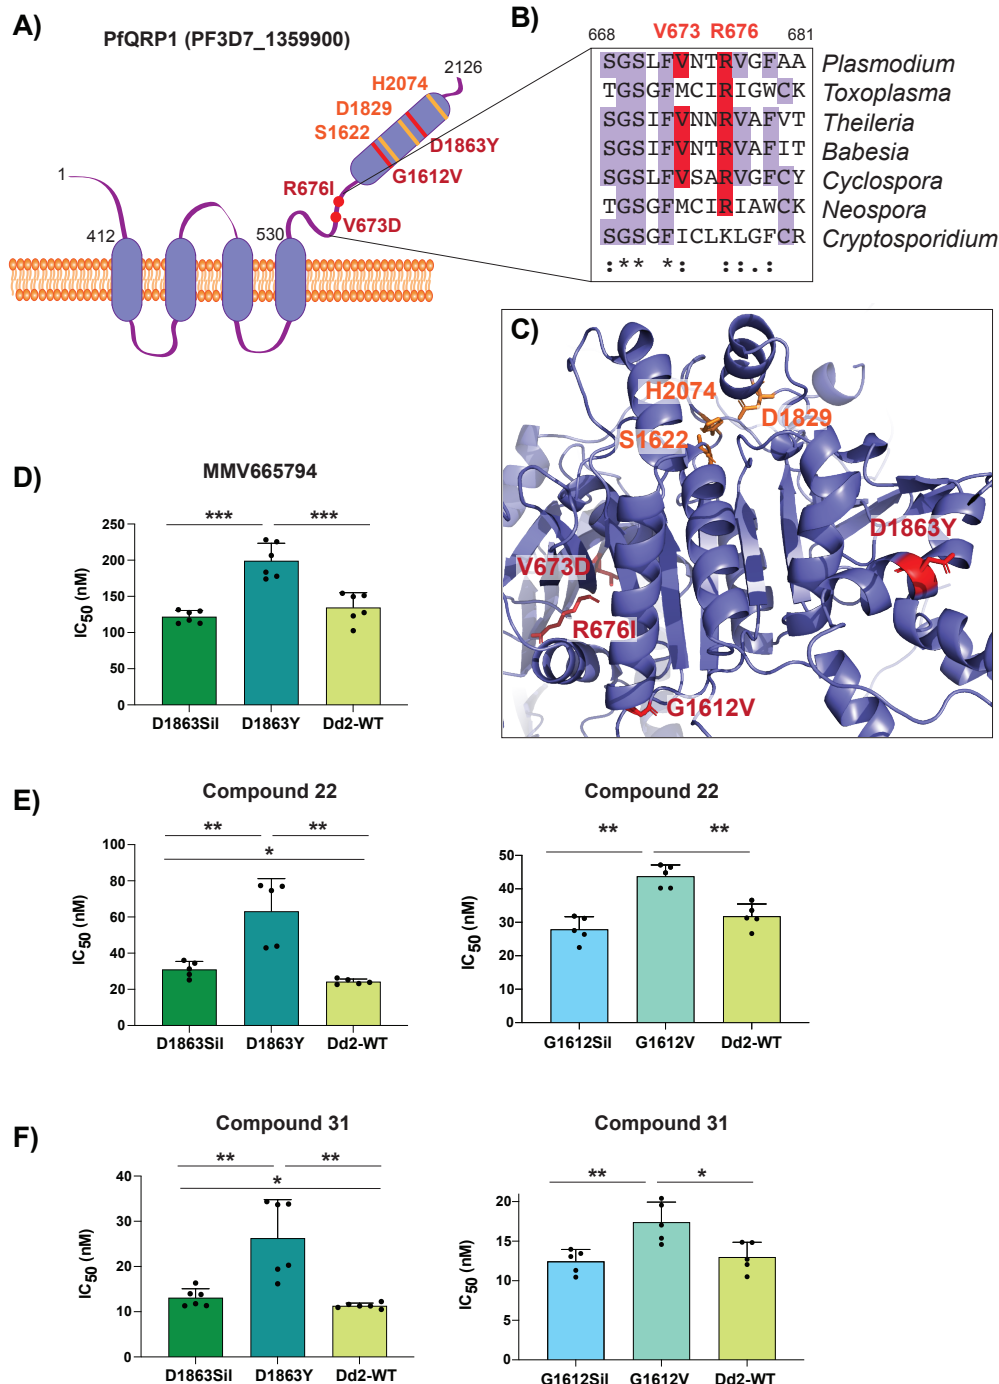 A)
PfQRP1 (PF3D7_1359900)
2126
H2074
D1829
S1622
D1863Y
G1612V
R676I
V673D
1
412
530
B)
V673 R676
668 681
SGSLFVNTRVGFAA Plasmodium
TGSGFMCIRIGWCK Toxoplasma
SGSIFVNNRVAFVT Theileria
SGSIFVNTRVAFIT Babesia
SGSLFVSARVGFCY Cyclospora
TGSGFMCIRIAWCK Neospora
SGSGFICLKLGFCR Cryptosporidium
:** *: ::.:
C)
H2074
D1829
S1622
D1863Y
V673D
R676I
G1612V
D)
MMV665794
*** ***
IC50 (nM)
250
200
150
100
50
0
D1863Sil D1863Y Dd2-WT
E)
Compound 22
** **
*
IC50 (nM)
100
80
60
40
20
0
D1863Sil D1863Y Dd2-WT
Compound 22
** **
IC50 (nM)
50
40
30
20
10
0
G1612Sil G1612V Dd2-WT
F)
Compound 31
** **
*
IC50 (nM)
40
30
20
10
0
D1863Sil D1863Y Dd2-WT
Compound 31
** *
IC50 (nM)
20
15
10
5
0
G1612Sil G1612V Dd2-WT